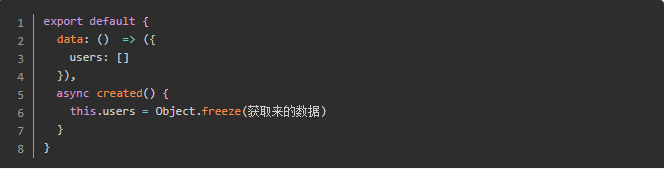 1 export default {
2 data: () => ({
3 users: []
4 }),
5 async created() {
6 this.users = Object.freeze(获取来的数据)
7 }
8 }